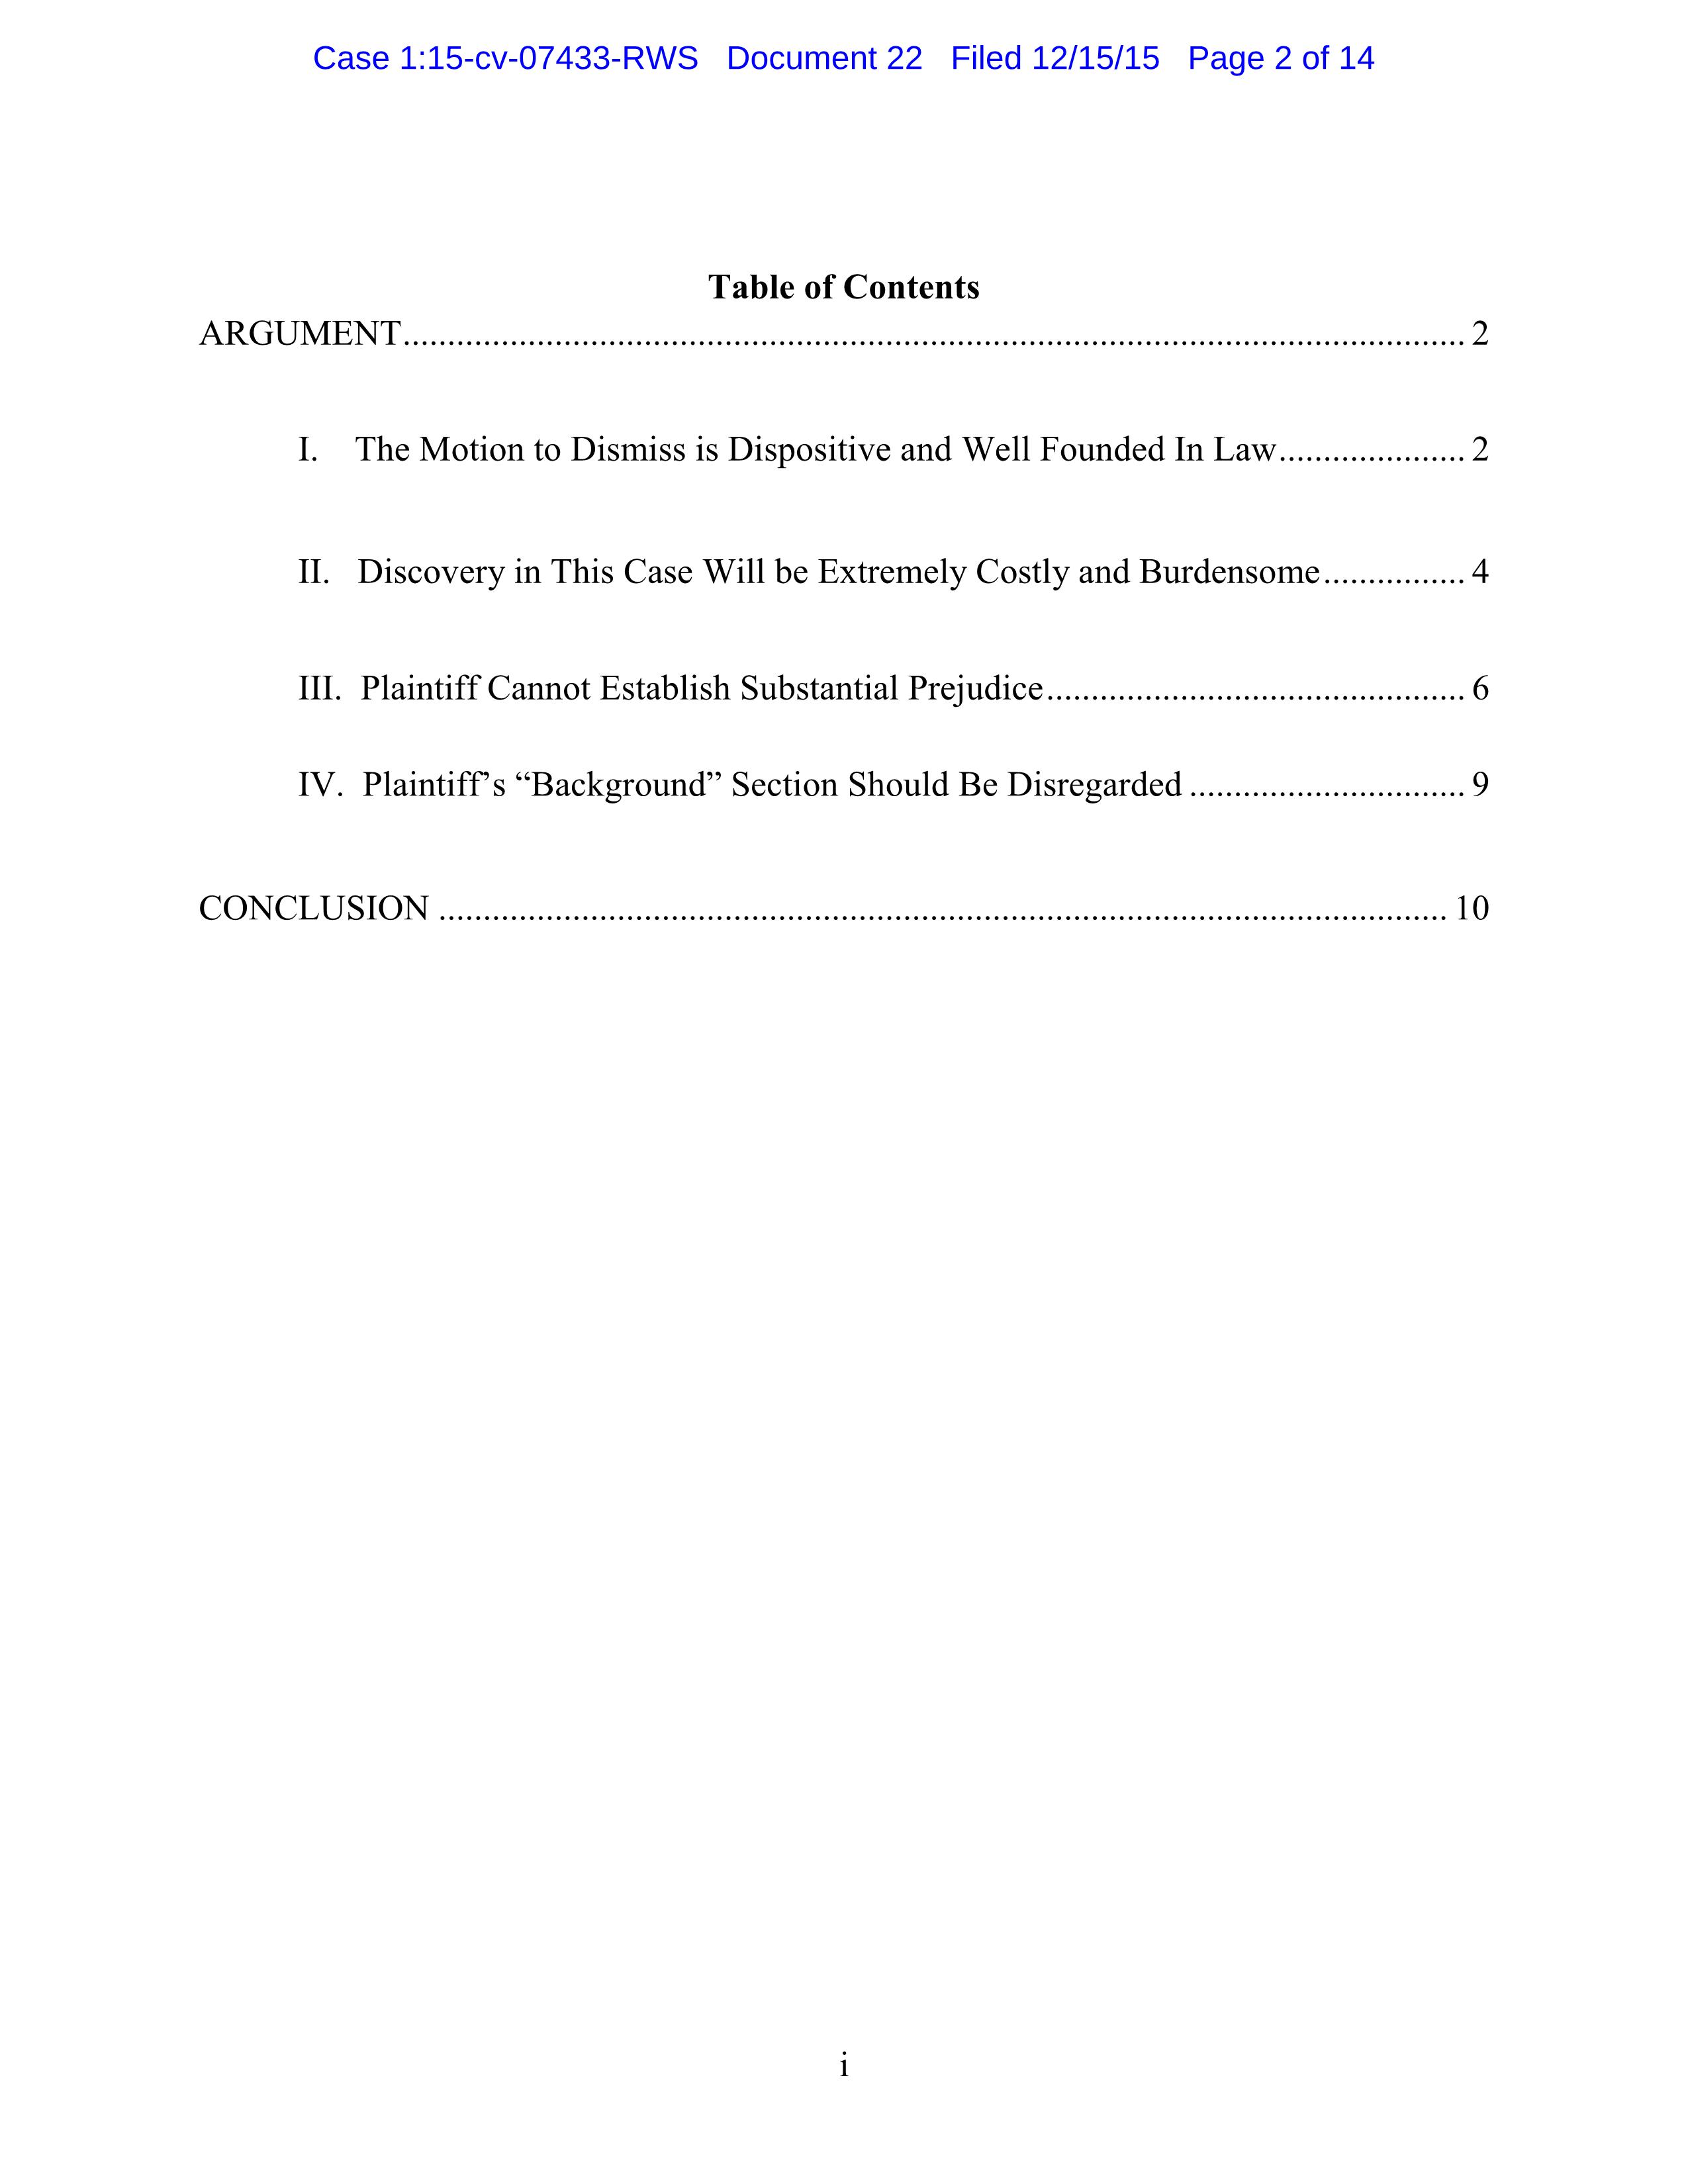 Case 1:15-cv-07433-RWS Document 22 Filed 12/15/15 Page 2 of 14
Table of Contents
ARGUMENT........................................................................................................................ 2
I. The Motion to Dismiss is Dispositive and Well Founded In Law..................... 2
II. Discovery in This Case Will be Extremely Costly and Burdensome................ 4
III. Plaintiff Cannot Establish Substantial Prejudice............................................... 6
IV. Plaintiff’s “Background” Section Should Be Disregarded ............................... 9
CONCLUSION .................................................................................................................. 10
i